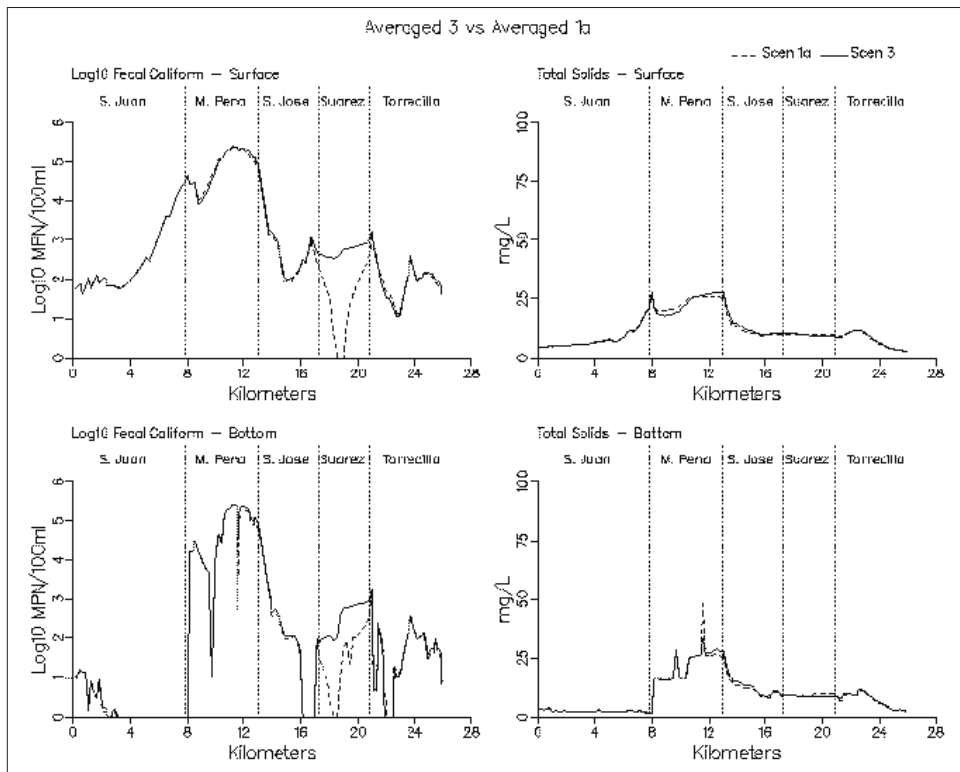 Averaged 3 vs Averaged 1a
Scen 1a Scen 3
Log10 Fecal Caliform – Surface
S. Juan M. Pena S. Jose Suarez Torrecilla
Log10 MPN/100ml
0 1 2 3 4 5 6
0 4 8 12 16 20 24 28
Kilometers
Total Solids – Surface
S. Juan M. Pena S. Jose Suarez Torrecilla
mg/L
0 25 50 75 100
0 4 8 12 16 20 24 28
Kilometers
Log10 Fecal Caliform – Bottom
S. Juan M. Pena S. Jose Suarez Torrecilla
Log10 MPN/100ml
0 1 2 3 4 5 6
0 4 8 12 16 20 24 28
Kilometers
Total Solids – Bottom
S. Juan M. Pena S. Jose Suarez Torrecilla
mg/L
0 25 50 75 100
0 4 8 12 16 20 24 28
Kilometers